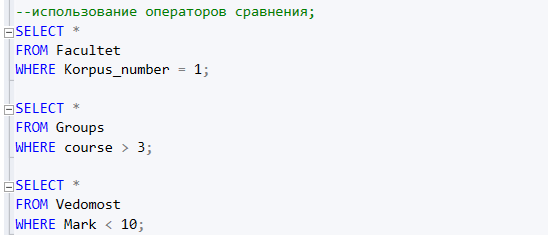 --использование операторов сравнения;
SELECT *
FROM Facultet
WHERE Korpus_number = 1;
SELECT *
FROM Groups
WHERE course > 3;
SELECT *
FROM Vedomost
WHERE Mark < 10;